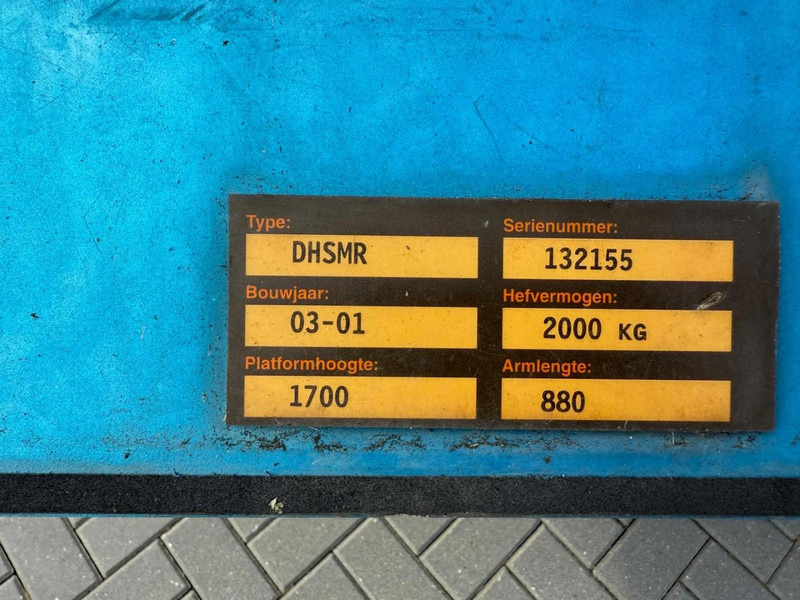 Type: Serienummer:
DHSMR 132155
Bouwjaar: Hefvermogen:
03-01 2000 KG
Platformhoogte: Armlengte:
1700 880